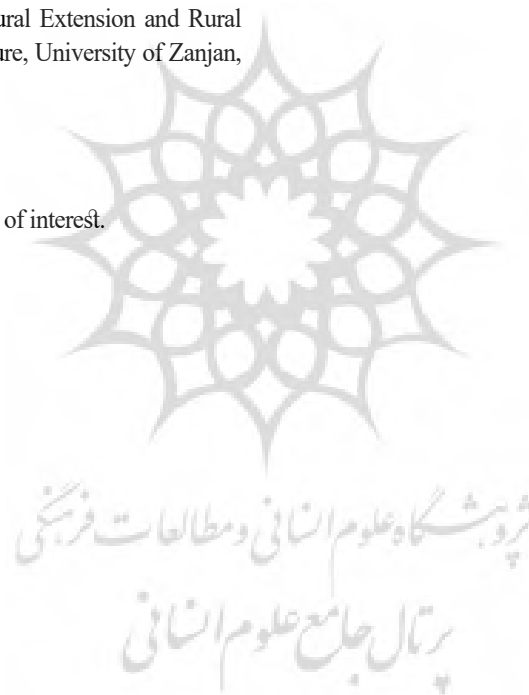 ural Extension and Rural
ure, University of Zanjan,
of interest.
پژوهشگاه علوم انسانی و مطالعات فرهنگی
پرتال جامع علوم انسانی